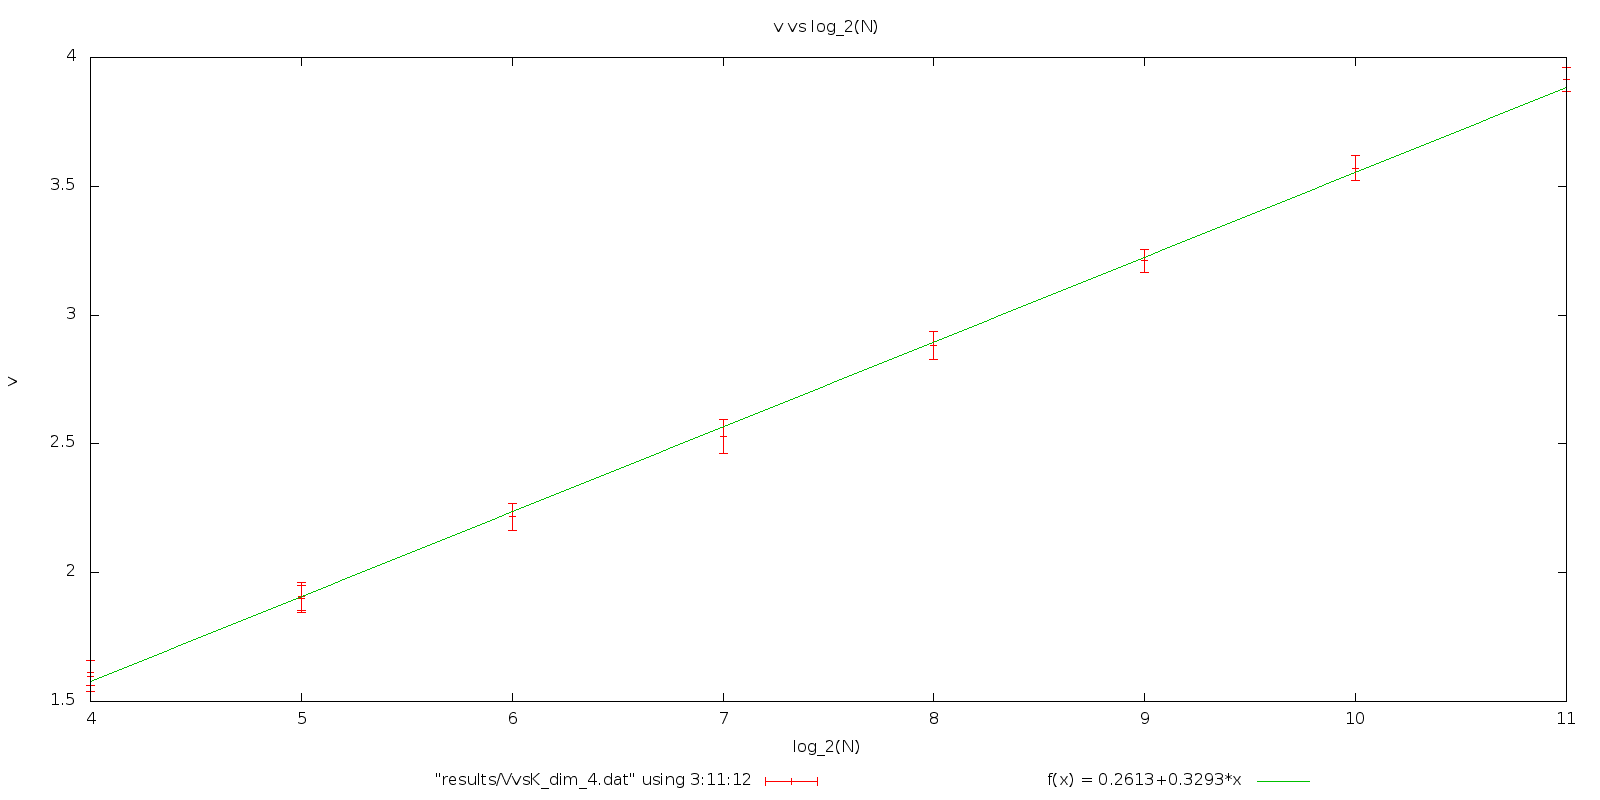 v vs log_2(N)
4
3.5
3
2.5
2
1.5
v
4 5 6 7 8 9 10 11
log_2(N)
"results/VvsK_dim_4.dat" using 3:11:12 f(x) = 0.2613+0.3293*x